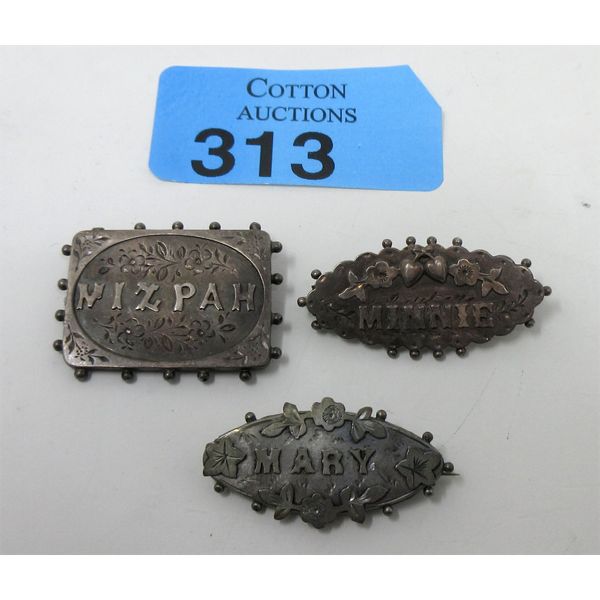 COTTON
AUCTIONS
313
MIZPAH
MINNIE
MARY